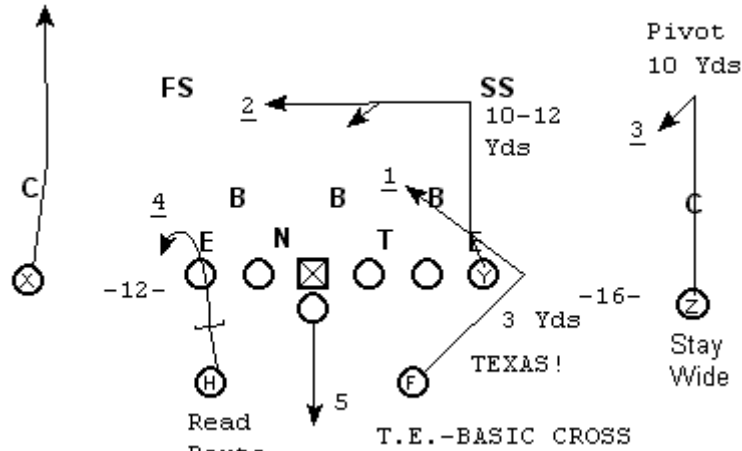 Pivot
10 Yds
FS
SS
2
10-12
Yds
3
1
C
B
B
B
C
4
E
N
T
E
X
Y
-12-
-16-
Z
3 Yds
Stay
Wide
TEXAS!
H
F
5
Read
T.E.-BASIC CROSS